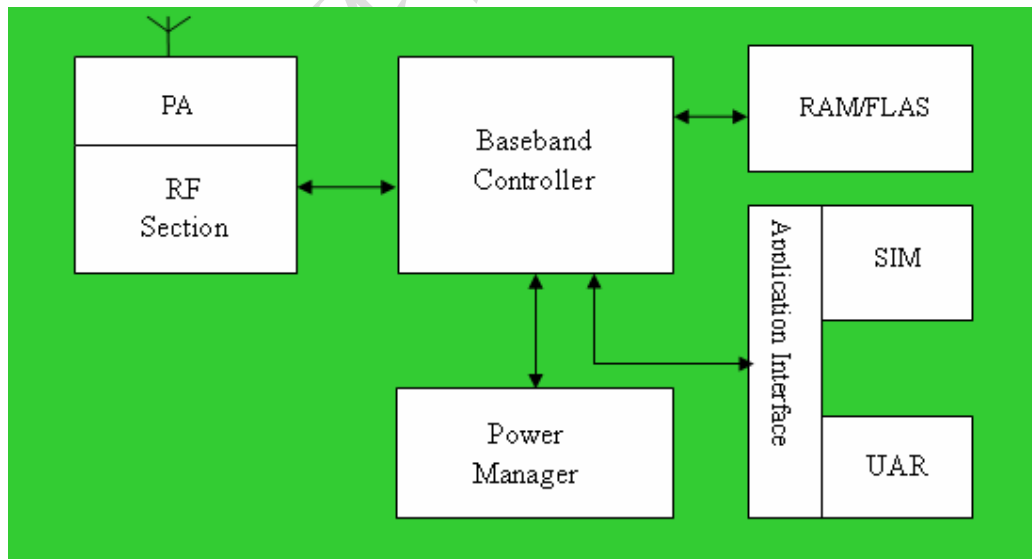 PA
RF
Section
Baseband
Controller
RAM/FLAS
Application Interface
SIM
UAR
Power
Manager